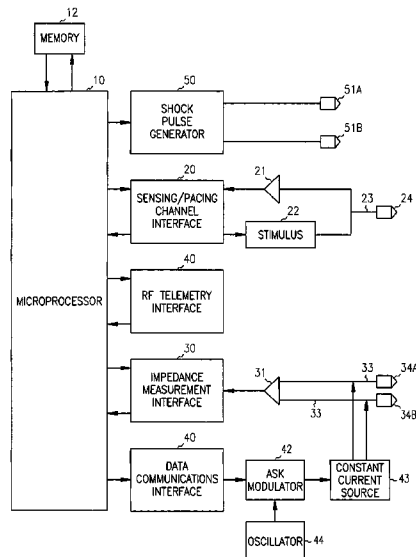 12
MEMORY
10
MICROPROCESSOR
50
SHOCK
PULSE
GENERATOR
51A
51B
20
SENSING/PACING
CHANNEL
INTERFACE
21
22
STIMULUS
23
24
40
RF TELEMETRY
INTERFACE
30
IMPEDANCE
MEASUREMENT
INTERFACE
31
33
34A
33
34B
40
DATA
COMMUNICATIONS
INTERFACE
42
ASK
MODULATOR
CONSTANT
CURRENT
SOURCE
43
OSCILLATOR
44